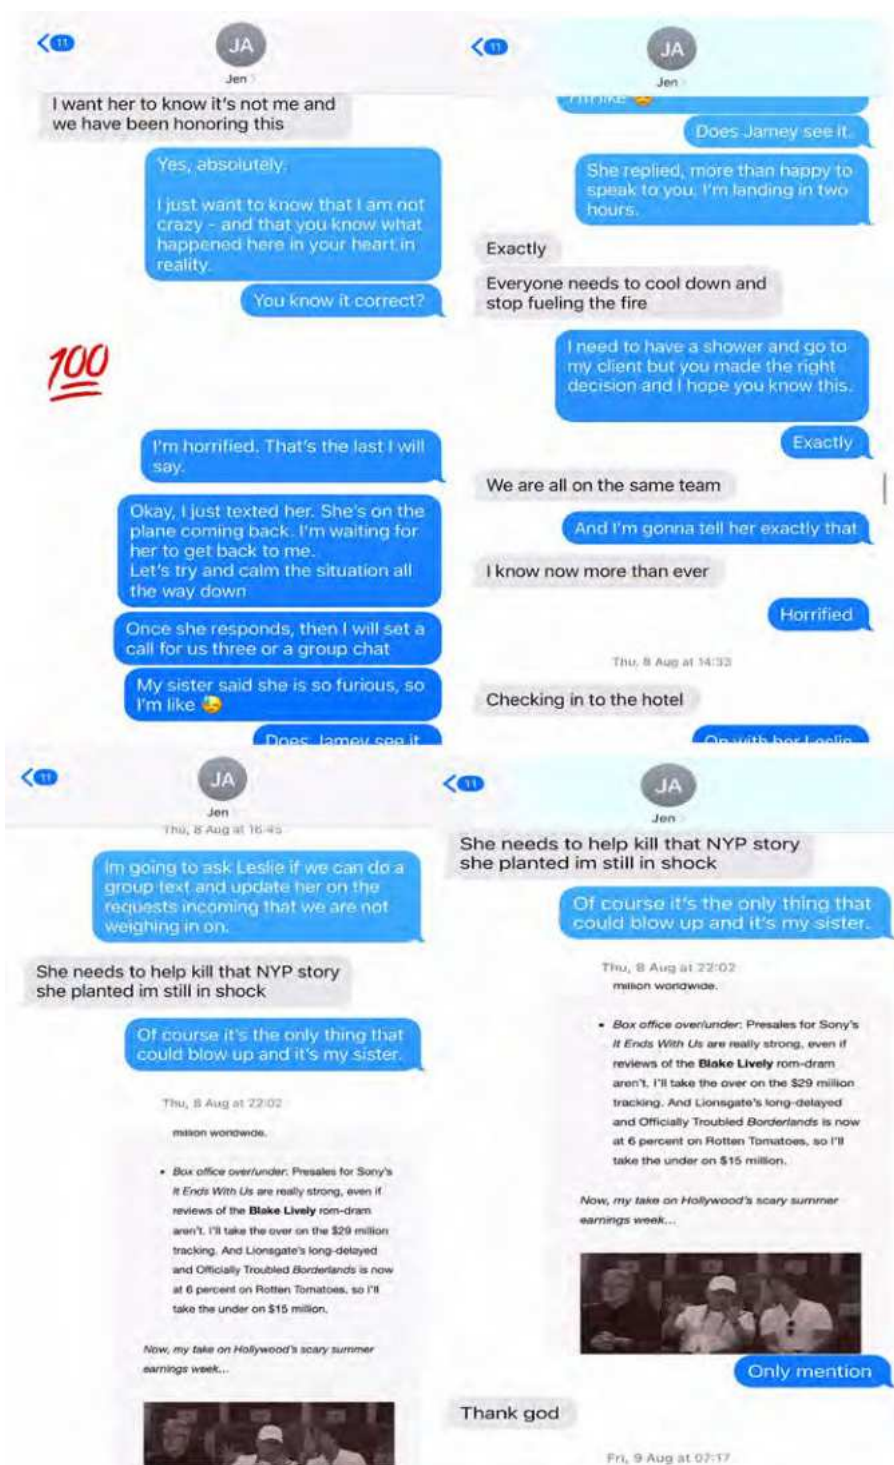 11
JA
Jen
I want her to know it's not me and
we have been honoring this
Yes, absolutely.
I just want to know that I am not
crazy - and that you know what
happened here in your heart in
reality.
You know it correct?
100
I'm horrified. That's the last I will
say.
Okay, I just texted her. She's on the
plane coming back. I'm waiting for
her to get back to me.
Let's try and calm the situation all
the way down
Once she responds, then I will set a
call for us three or a group chat
My sister said she is so furious, so
I'm like 😓
Does Jamey see it
11
JA
Jen
I'm like 😓
Does Jamey see it.
She replied, more than happy to
speak to you. I'm landing in two
hours.
Exactly
Everyone needs to cool down and
stop fueling the fire
I need to have a shower and go to
my client but you made the right
decision and I hope you know this.
Exactly
We are all on the same team
And I'm gonna tell her exactly that
I know now more than ever
Horrified
Thu, 8 Aug at 14:33
Checking in to the hotel
On with her Leslie
11
JA
Jen
Thu, 8 Aug at 16:45
Im going to ask Leslie if we can do a
group text and update her on the
requests incoming that we are not
weighing in on.
She needs to help kill that NYP story
she planted im still in shock
Of course it's the only thing that
could blow up and it's my sister.
Thu, 8 Aug at 22:02
million worldwide.
• Box office over/under: Presales for Sony's
It Ends With Us are really strong, even if
reviews of the Blake Lively rom-dram
aren't. I'll take the over on the $29 million
tracking. And Lionsgate's long-delayed
and Officially Troubled Borderlands is now
at 6 percent on Rotten Tomatoes, so I'll
take the under on $15 million.
Now, my take on Hollywood's scary summer
earnings week...
11
JA
Jen
She needs to help kill that NYP story
she planted im still in shock
Of course it's the only thing that
could blow up and it's my sister.
Thu, 8 Aug at 22:02
million worldwide.
• Box office over/under: Presales for Sony's
It Ends With Us are really strong, even if
reviews of the Blake Lively rom-dram
aren't. I'll take the over on the $29 million
tracking. And Lionsgate's long-delayed
and Officially Troubled Borderlands is now
at 6 percent on Rotten Tomatoes, so I'll
take the under on $15 million.
Now, my take on Hollywood's scary summer
earnings week...
Only mention
Thank god
Fri, 9 Aug at 07:17